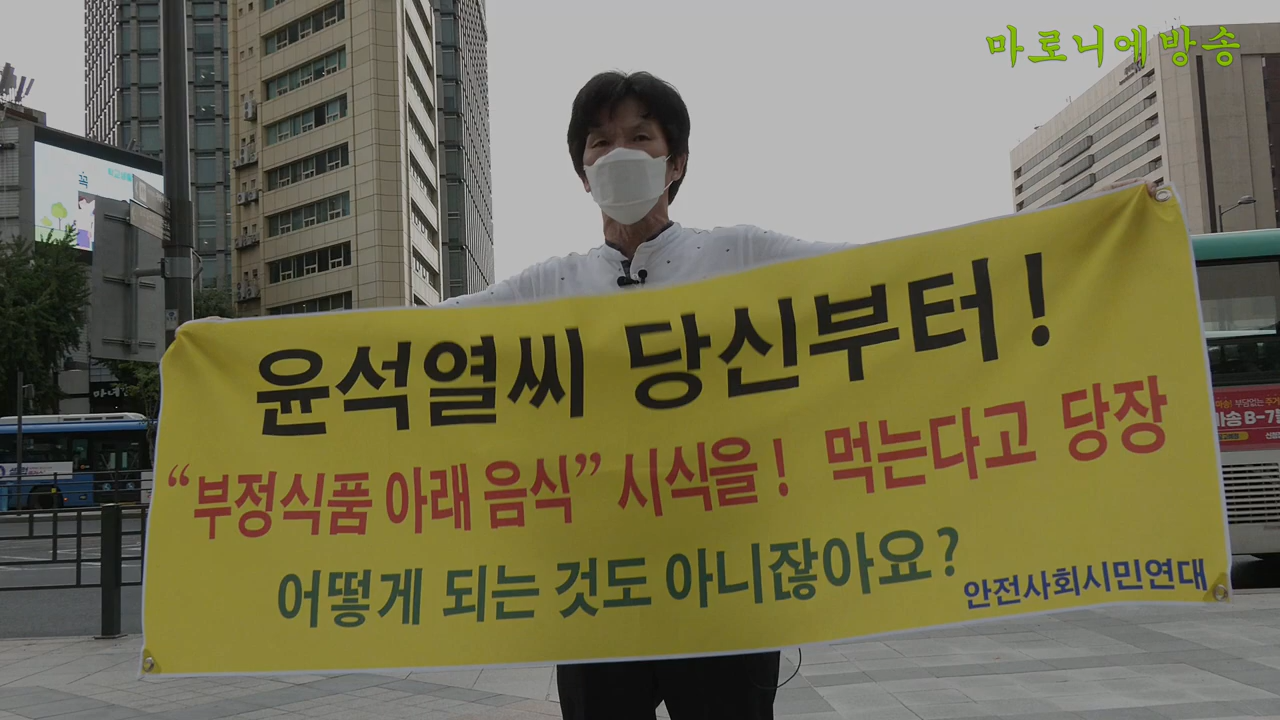 마로니에방송
꼭
윤석열씨 당신부터!
“부정식품 아래 음식” 시식을! 먹는다고 당장
어떻게 되는 것도 아니잖아요?
안전사회시민연대